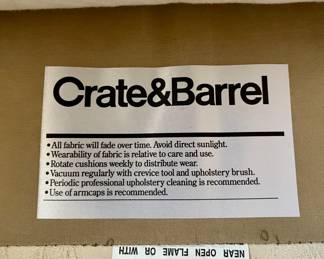 Crate&Barrel
•All fabric will fade over time. Avoid direct sunlight.
•Wearability of fabric is relative to care and use.
•Rotate cushions weekly to distribute wear.
•Vacuum regularly with crevice tool and upholstery brush.
•Periodic professional upholstery cleaning is recommended.
•Use of armcaps is recommended.
NEAR OPEN FLAME OR WITH